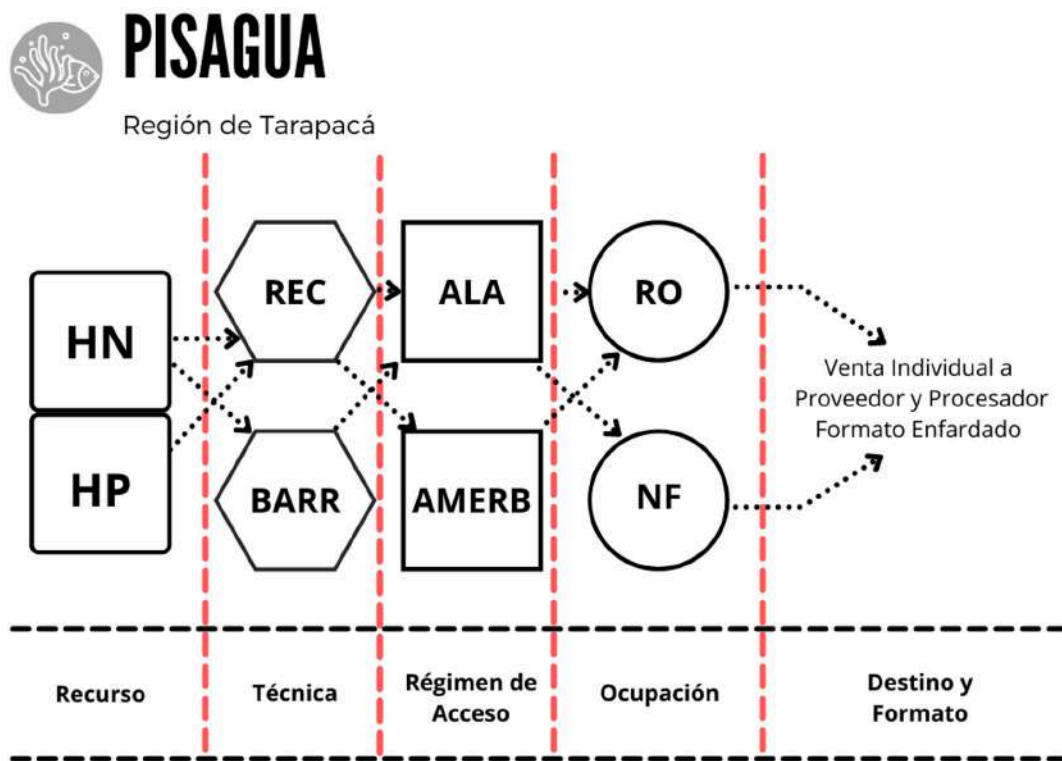 PISAGUA
Región de Tarapacá
HN
HP
REC
BARR
ALA
AMERB
RO
NF
Venta Individual a
Proveedor y Procesador
Formato Enfardado
Recurso
Técnica
Régimen de
Acceso
Ocupación
Destino y
Formato